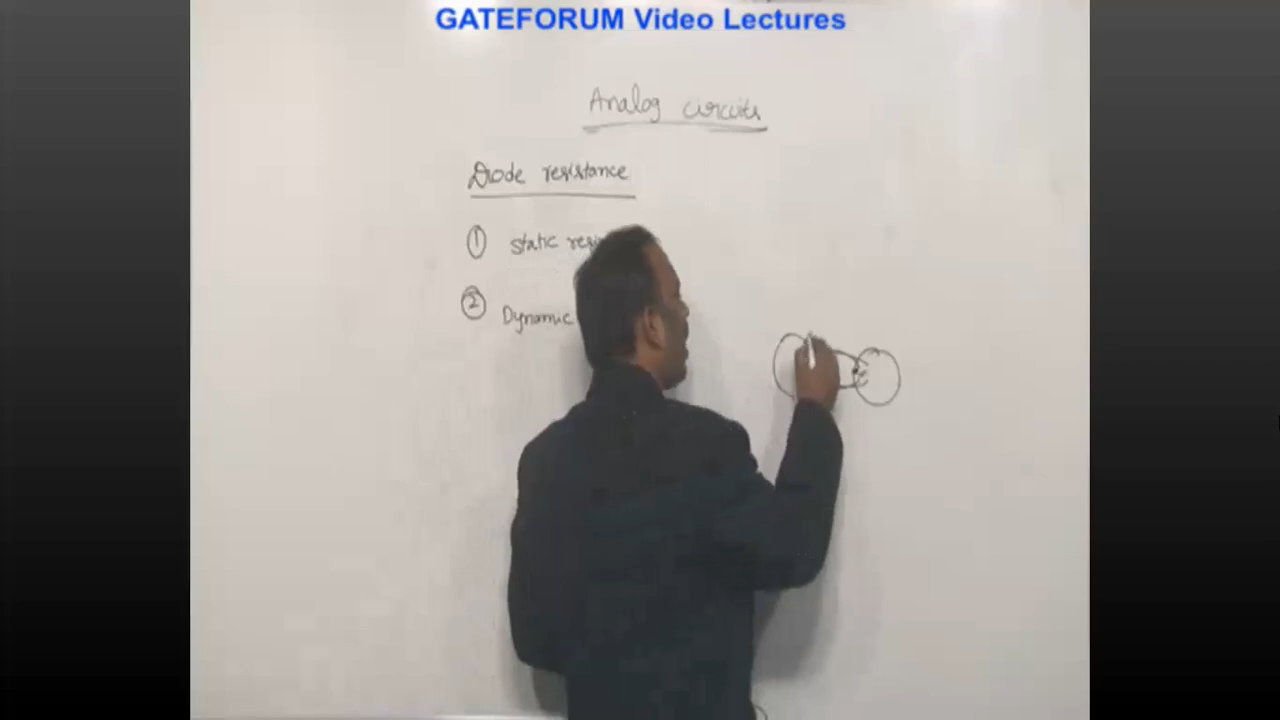 GATEFORUM Video Lectures
Analog circuits
Diode resistance
① Static
② Dynamic